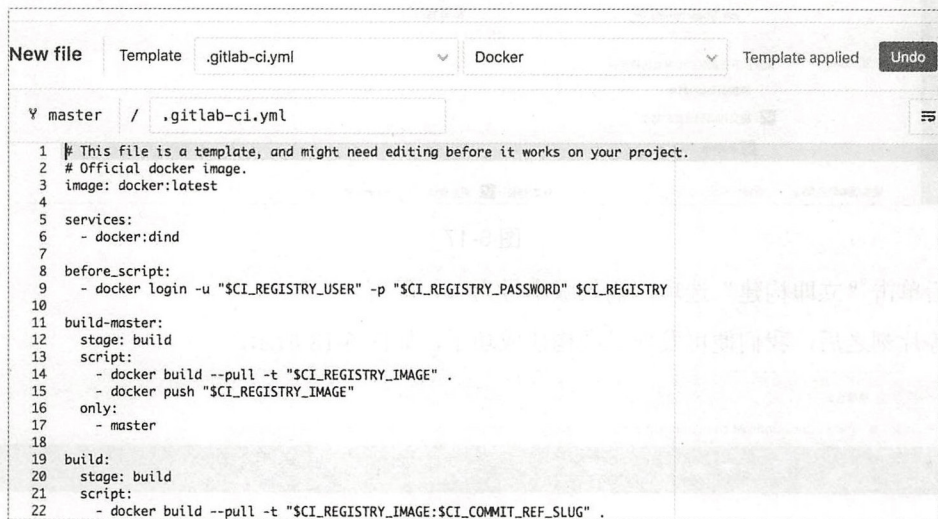 New file Template .gitlab-ci.yml Docker Template applied Undo
master / .gitlab-ci.yml
1 # This file is a template, and might need editing before it works on your project.
2 # Official docker image.
3 image: docker:latest
4
5 services:
6 - docker:dind
7
8 before_script:
9 - docker login -u "$CI_REGISTRY_USER" -p "$CI_REGISTRY_PASSWORD" $CI_REGISTRY
10
11 build-master:
12 stage: build
13 script:
14 - docker build --pull -t "$CI_REGISTRY_IMAGE" .
15 - docker push "$CI_REGISTRY_IMAGE"
16 only:
17 - master
18
19 build:
20 stage: build
21 script:
22 - docker build --pull -t "$CI_REGISTRY_IMAGE:$CI_COMMIT_REF_SLUG" .